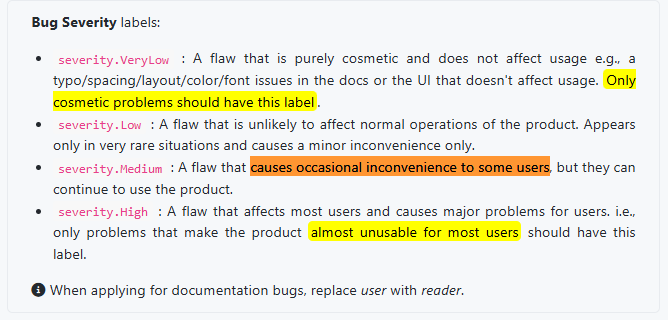 Bug Severity labels:
severity.VeryLow : A flaw that is purely cosmetic and does not affect usage e.g., a
typo/spacing/layout/color/font issues in the docs or the UI that doesn't affect usage. Only
cosmetic problems should have this label.
severity.Low : A flaw that is unlikely to affect normal operations of the product. Appears
only in very rare situations and causes a minor inconvenience only.
severity.Medium : A flaw that causes occasional inconvenience to some users, but they can
continue to use the product.
severity.High : A flaw that affects most users and causes major problems for users. i.e.,
only problems that make the product almost unusable for most users should have this
label.
When applying for documentation bugs, replace user with reader.